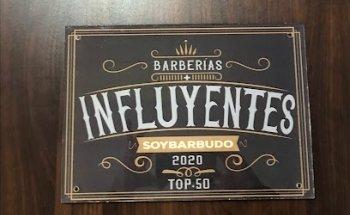 BARBERÍAS
+
INFLUYENTES
SOYBARBUDO
2020
TOP-50